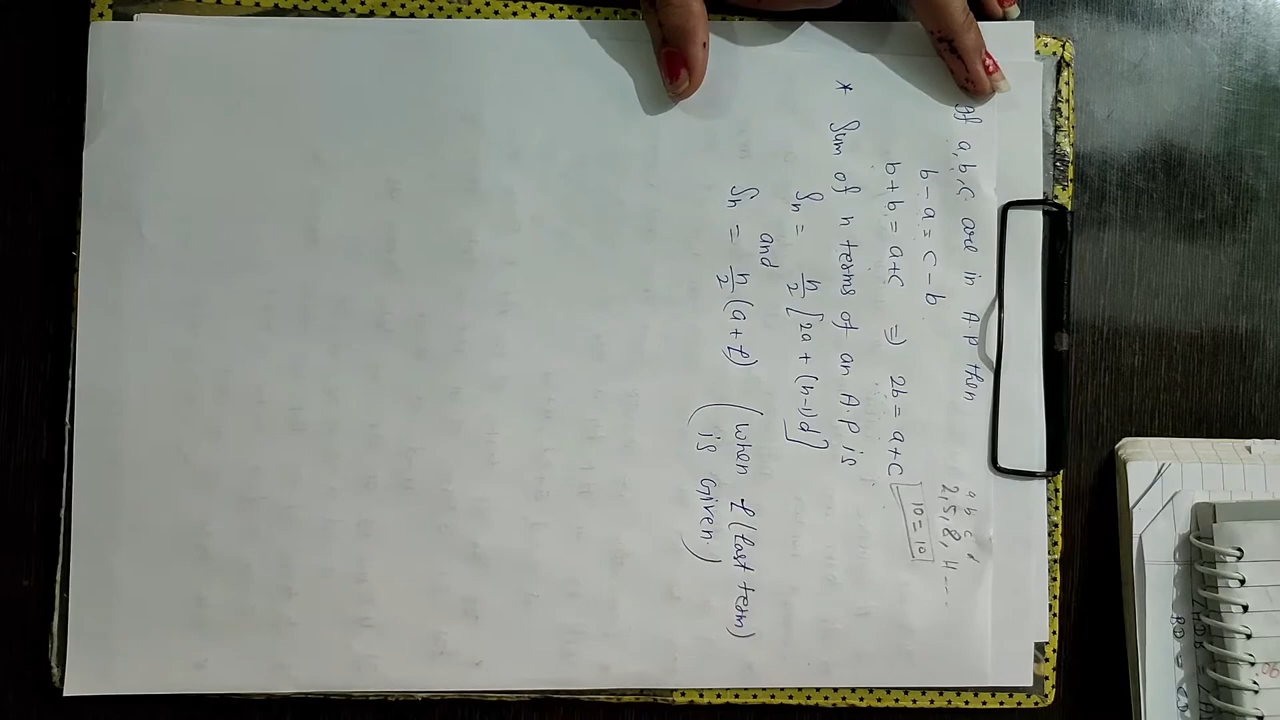 If a, b, c are in A.P then
b - a = c - b
b + b = a + c ⇒ 2b = a + c
a b c d
2, 5, 8, 11 ---
10 = 10
* Sum of n terms of an A.P is
Sn = n/2 [2a + (n-1)d]
and
Sn = n/2 (a + ℓ) (when ℓ (last term)
is given.)